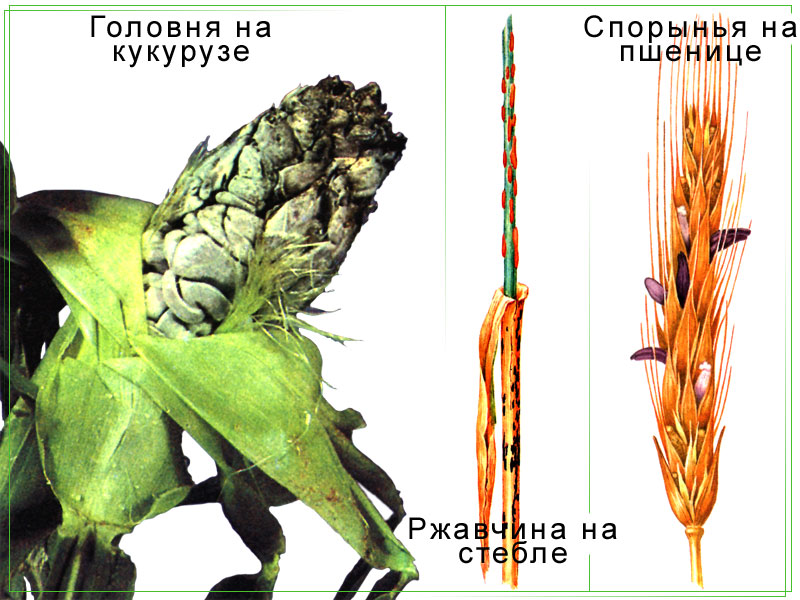 Головня на
кукурузе
Спорынья на
пшенице
Ржавчина на
стебле